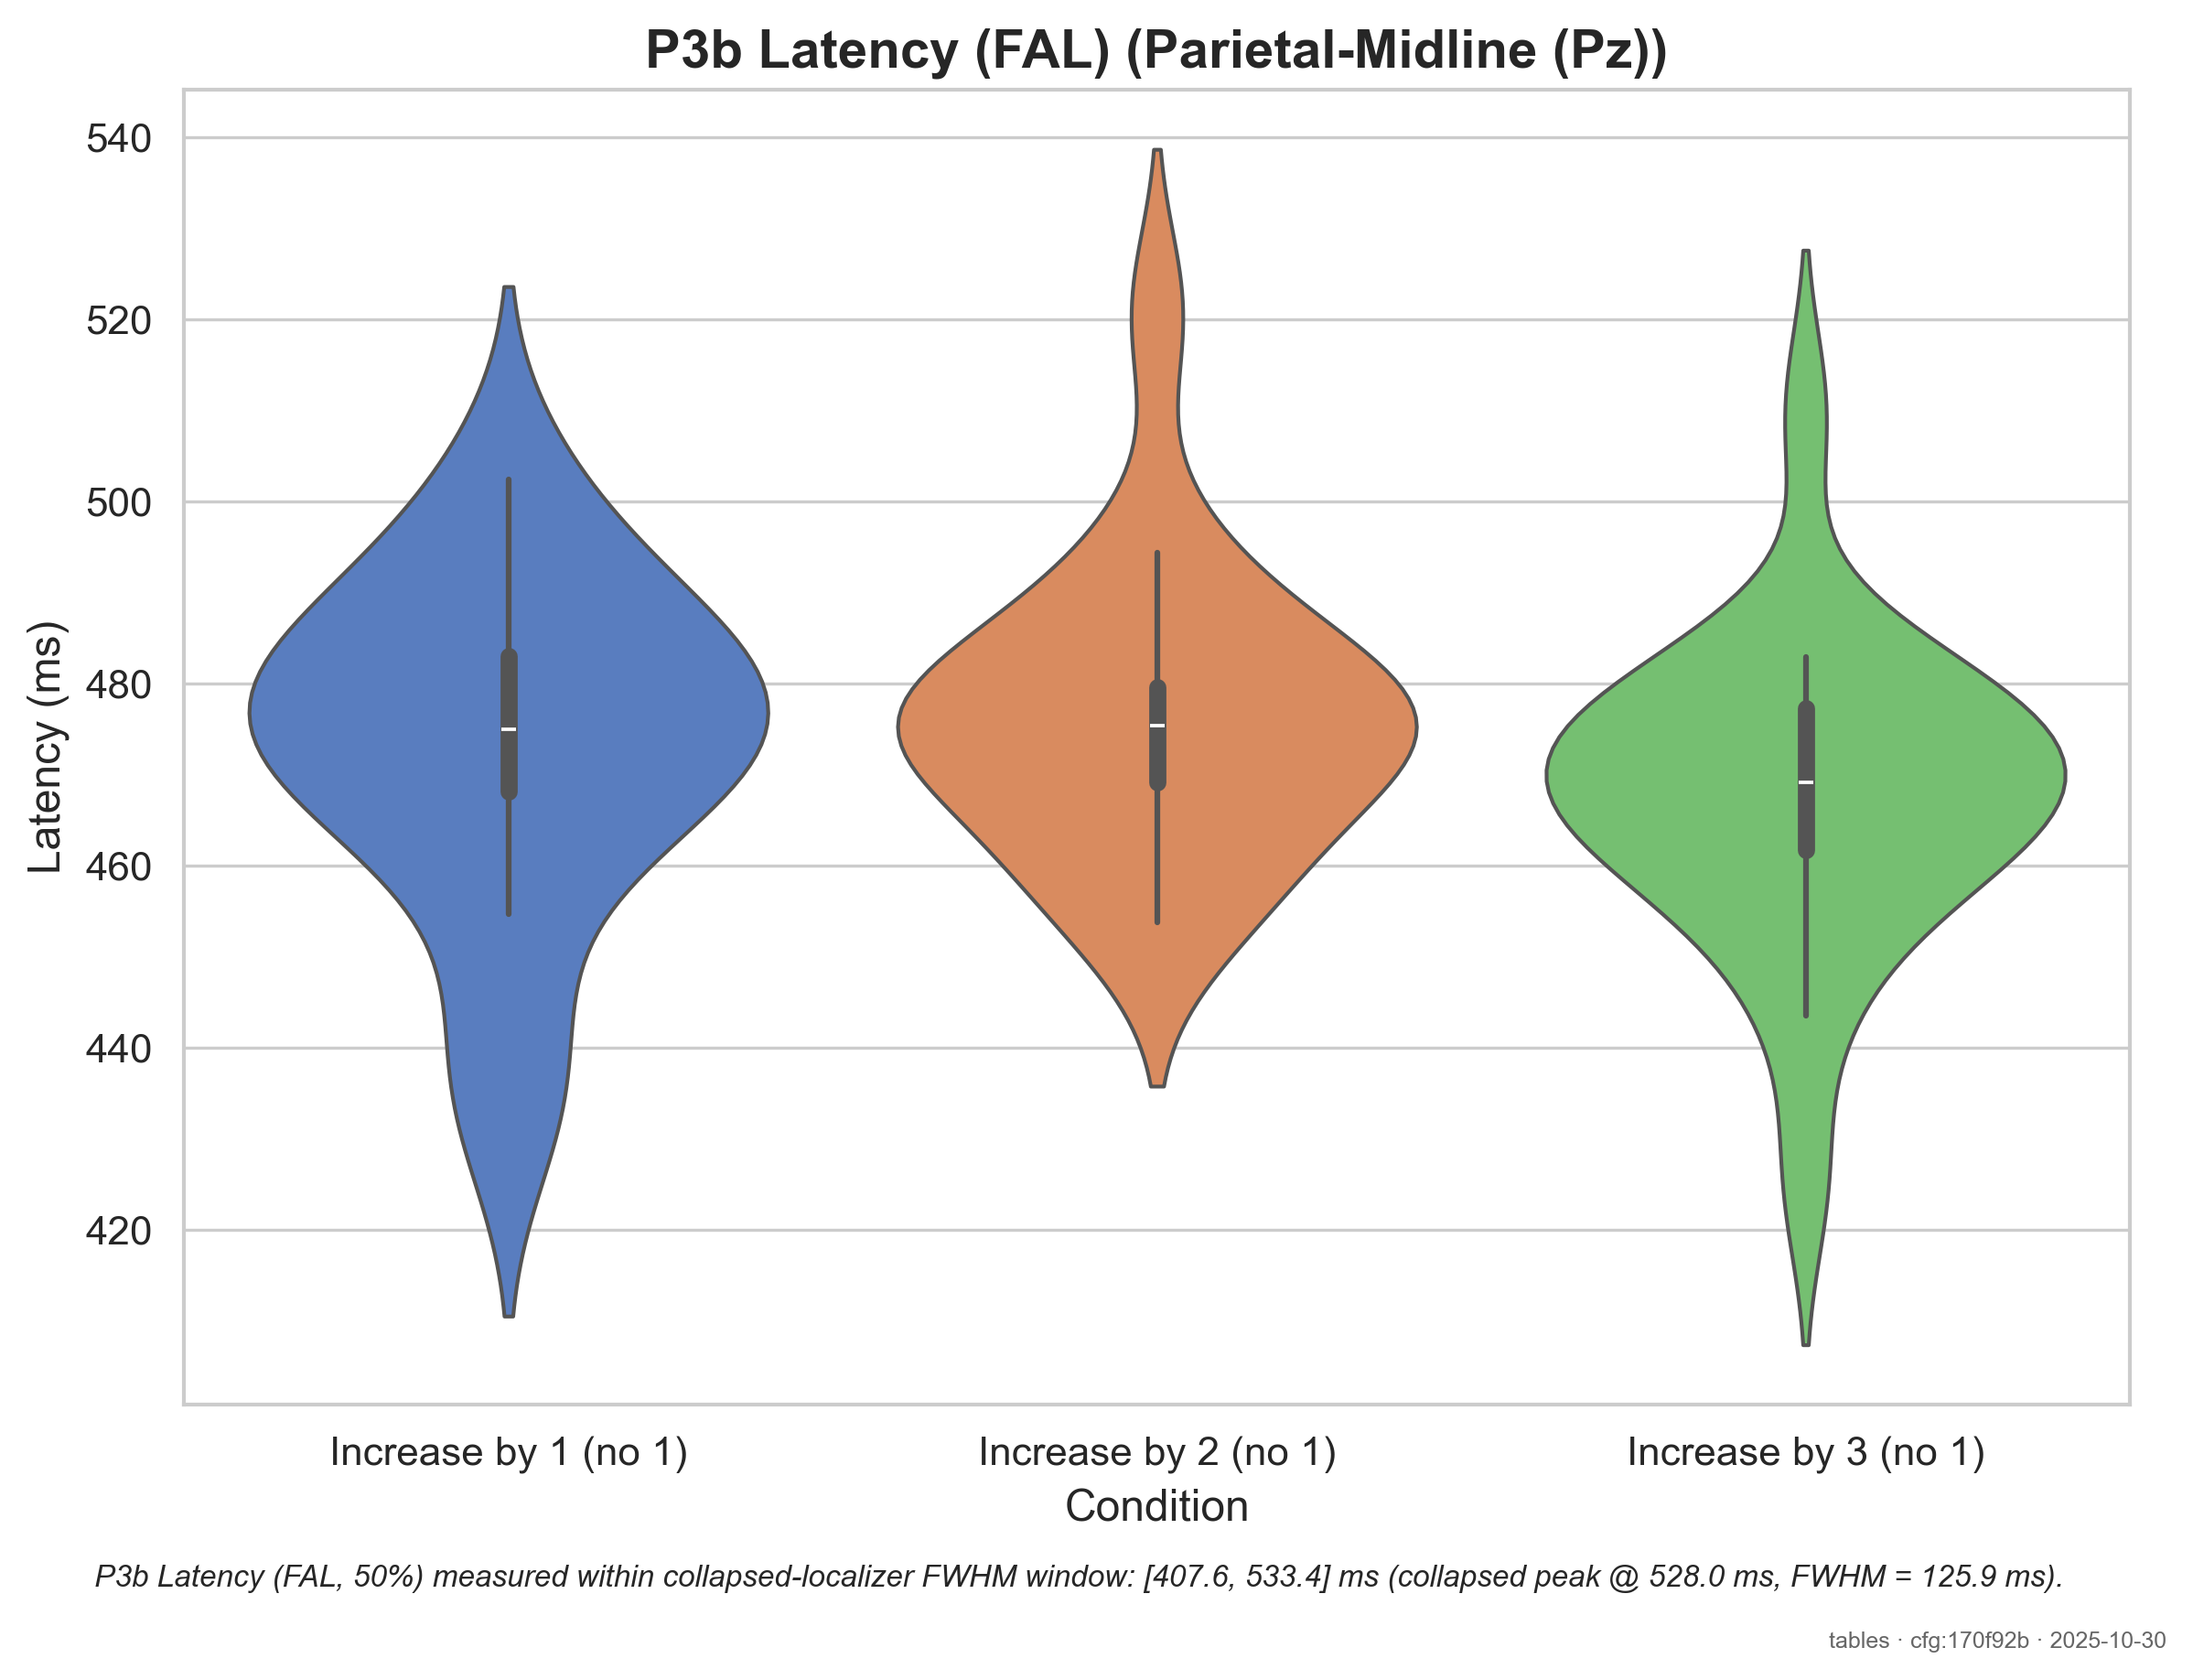 P3b Latency (FAL) (Parietal-Midline (Pz))
Latency (ms)
540
520
500
480
460
440
420
Increase by 1 (no 1)
Increase by 2 (no 1)
Increase by 3 (no 1)
Condition
P3b Latency (FAL, 50%) measured within collapsed-localizer FWHM window: [407.6, 533.4] ms (collapsed peak @ 528.0 ms, FWHM = 125.9 ms).
tables · cfg:170f92b · 2025-10-30